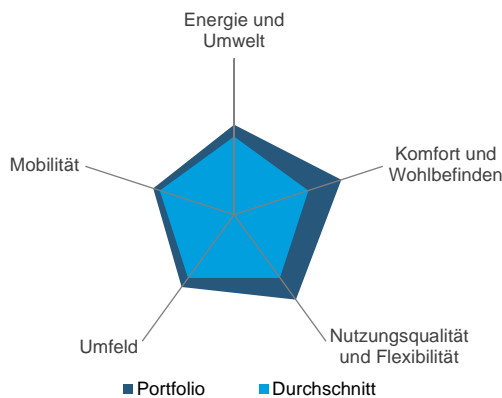 Energie und
Umwelt
Komfort und
Wohlbefinden
Mobilität
Nutzungsqualität
und Flexibilität
Umfeld
Portfolio
Durchschnitt